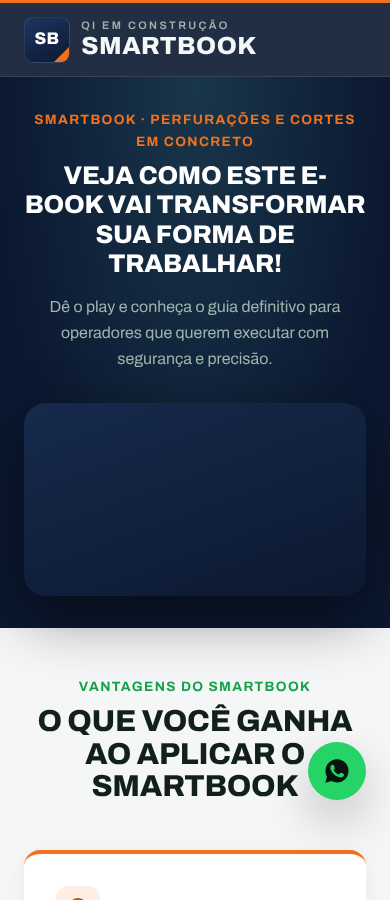 SB
QI EM CONSTRUÇÃO
SMARTBOOK
SMARTBOOK · PERFURAÇÕES E CORTES
EM CONCRETO
VEJA COMO ESTE E-
BOOK VAI TRANSFORMAR
SUA FORMA DE
TRABALHAR!
Dê o play e conheça o guia definitivo para
operadores que querem executar com
segurança e precisão.
VANTAGENS DO SMARTBOOK
O QUE VOCÊ GANHA
AO APLICAR O
SMARTBOOK